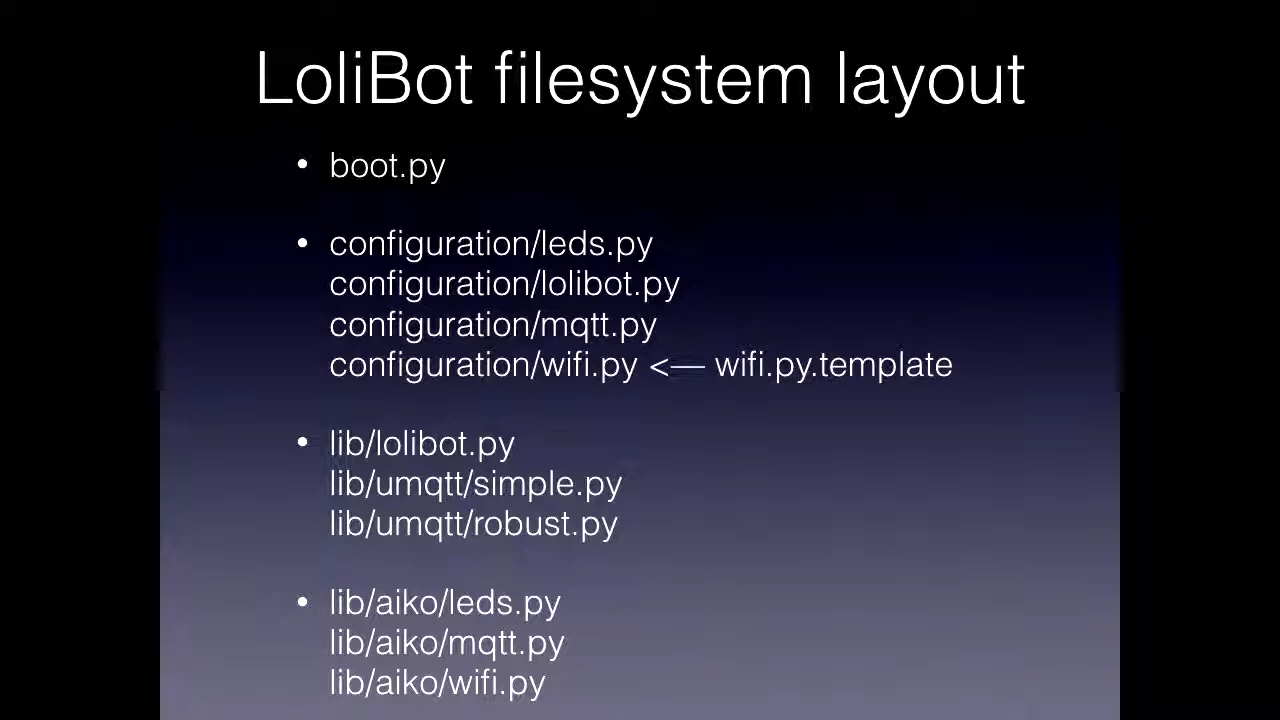 LoliBot filesystem layout
• boot.py
• configuration/leds.py
configuration/lolibot.py
configuration/mqtt.py
configuration/wifi.py <— wifi.py.template
• lib/lolibot.py
lib/umqtt/simple.py
lib/umqtt/robust.py
• lib/aiko/leds.py
lib/aiko/mqtt.py
lib/aiko/wifi.py